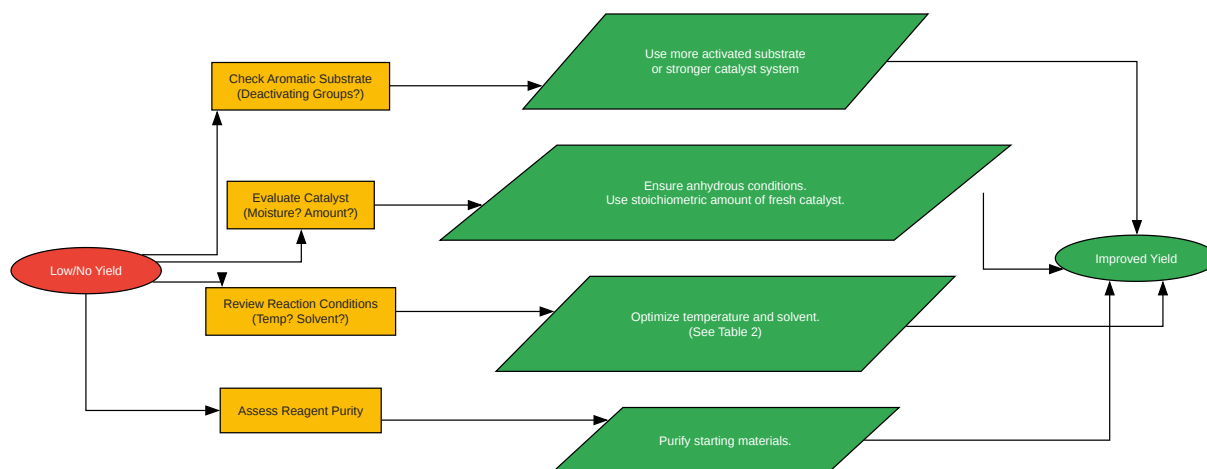 Use more activated substrate
or stronger catalyst system
Check Aromatic Substrate
(Deactivating Groups?)
Ensure anhydrous conditions.
Use stoichiometric amount of fresh catalyst.
Evaluate Catalyst
(Moisture? Amount?)
Low/No Yield
Improved Yield
Review Reaction Conditions
(Temp? Solvent?)
Optimize temperature and solvent.
(See Table 2)
Assess Reagent Purity
Purify starting materials.